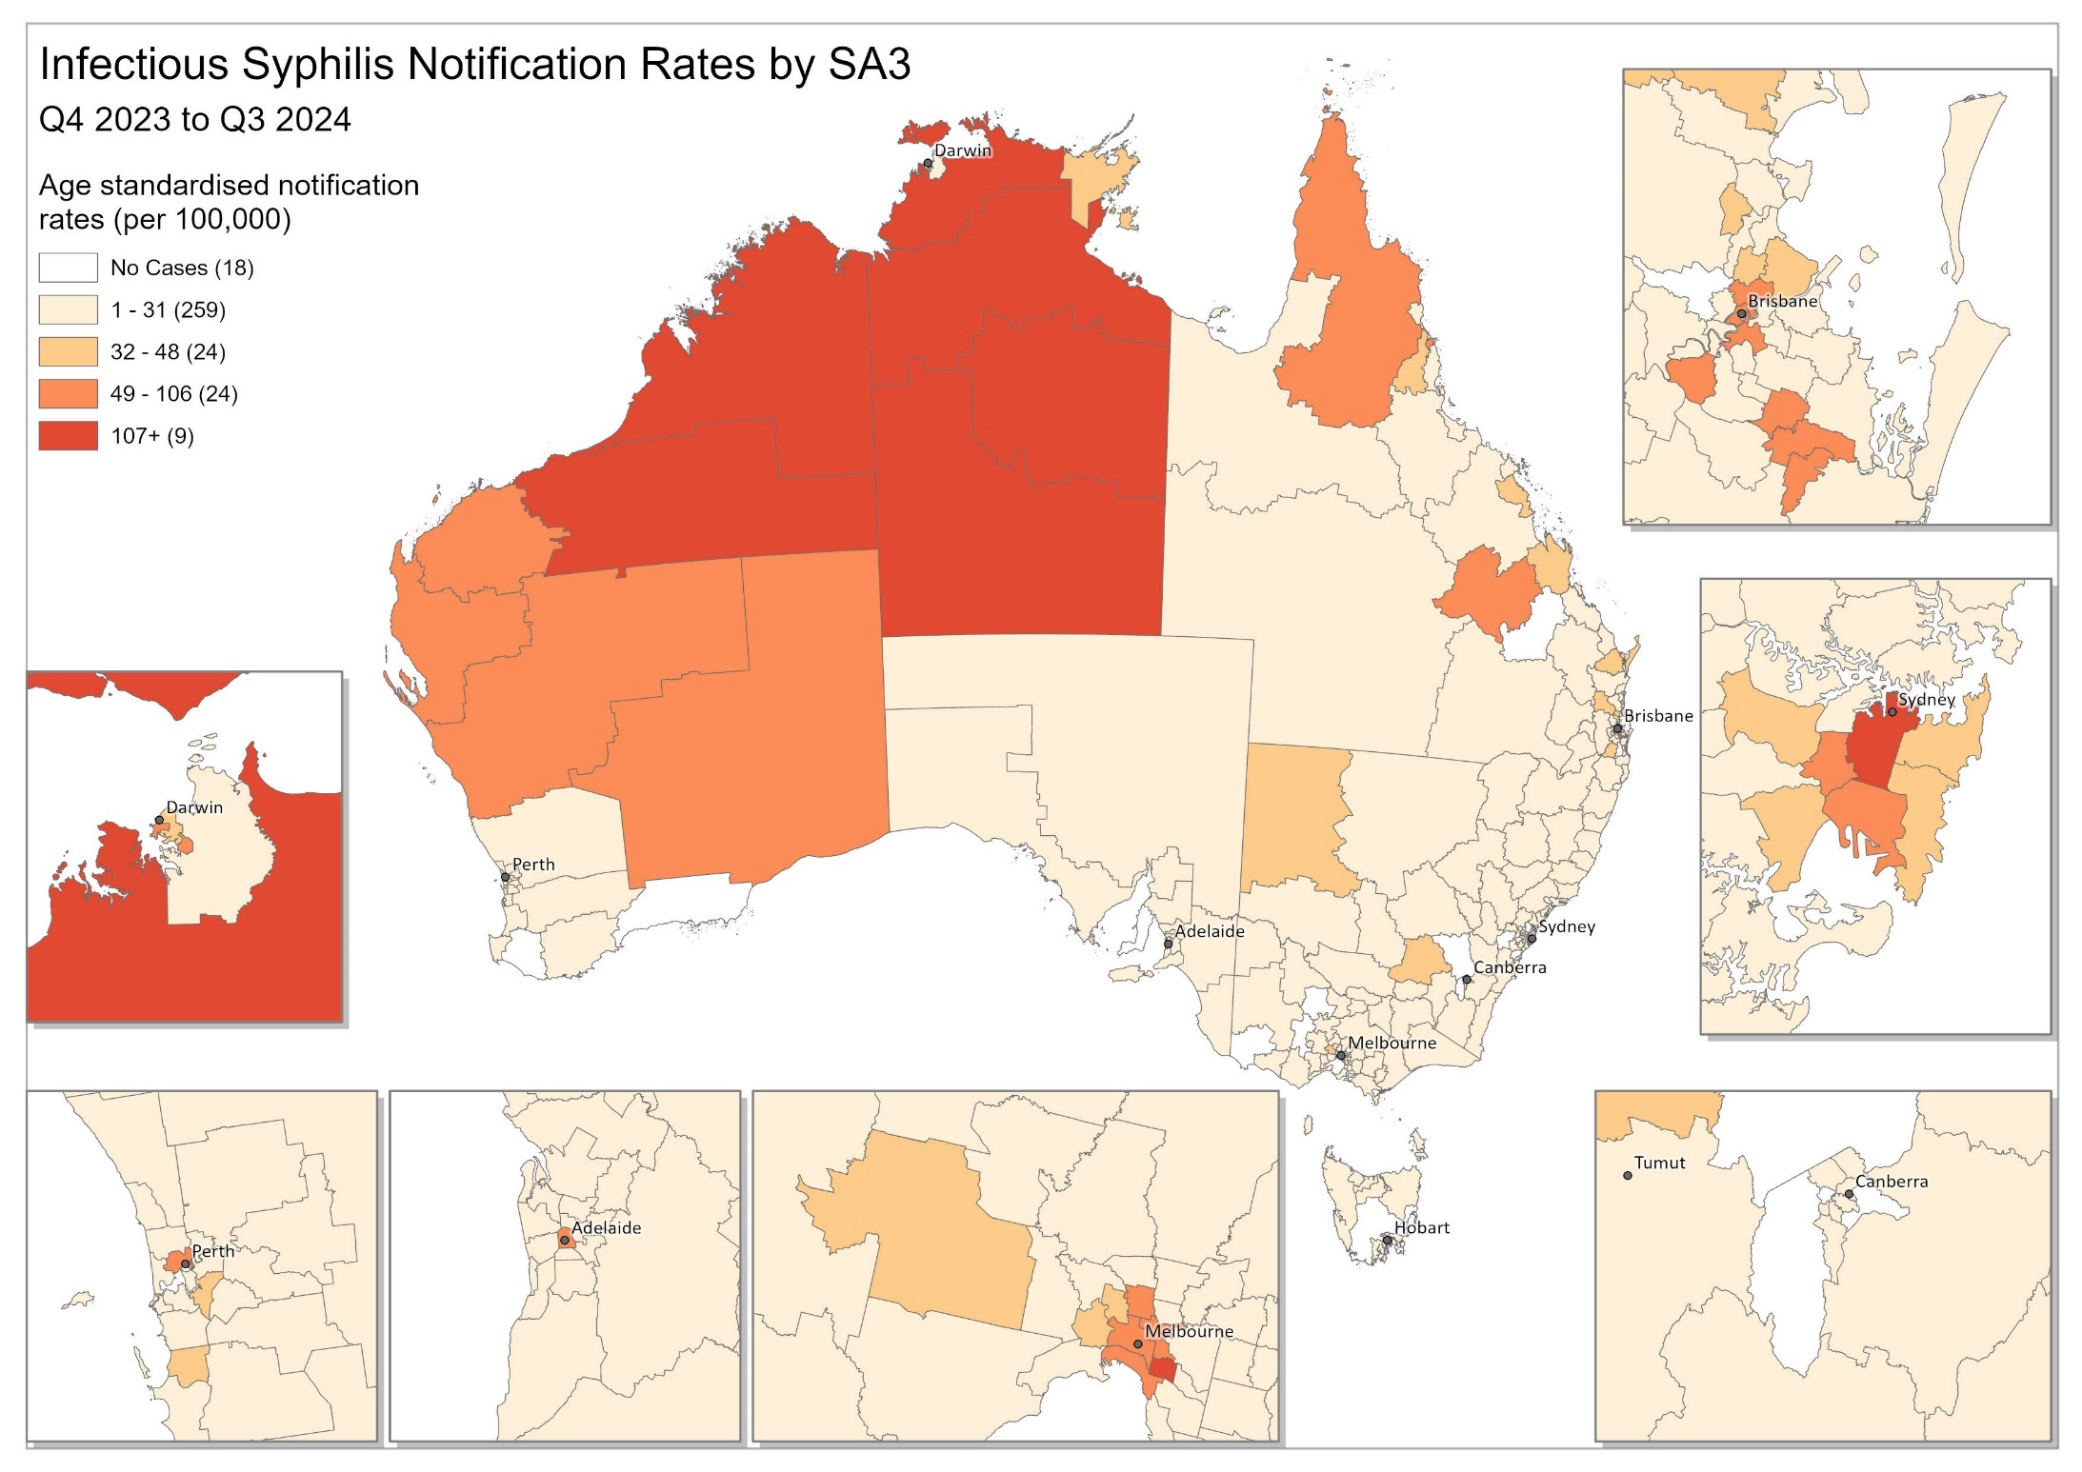 Infectious Syphilis Notification Rates by SA3
Q4 2023 to Q3 2024
Age standardised notification
rates (per 100,000)
No Cases (18)
1 - 31 (259)
32 - 48 (24)
49 - 106 (24)
107+ (9)
Darwin
Brisbane
Perth
Adelaide
Sydney
Canberra
Melbourne
Hobart
Brisbane
Sydney
Darwin
Perth
Adelaide
Melbourne
Tumut
Canberra